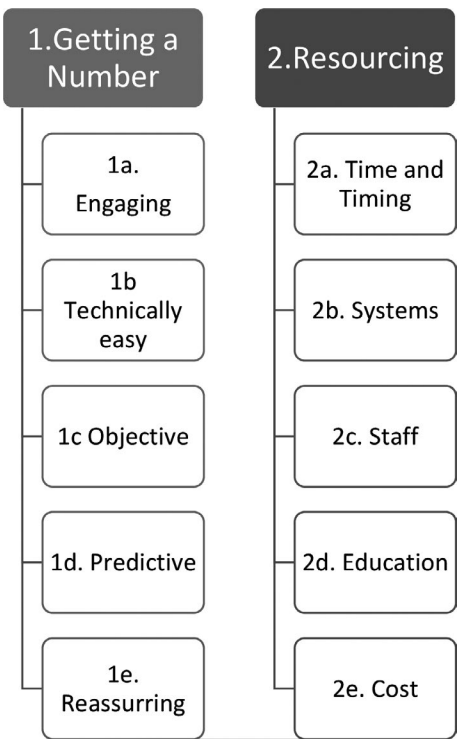 1.Getting a
Number
1a.
Engaging
1b
Technically
easy
1c Objective
1d. Predictive
1e.
Reassurring
2.Resourcing
2a. Time and
Timing
2b. Systems
2c. Staff
2d. Education
2e. Cost